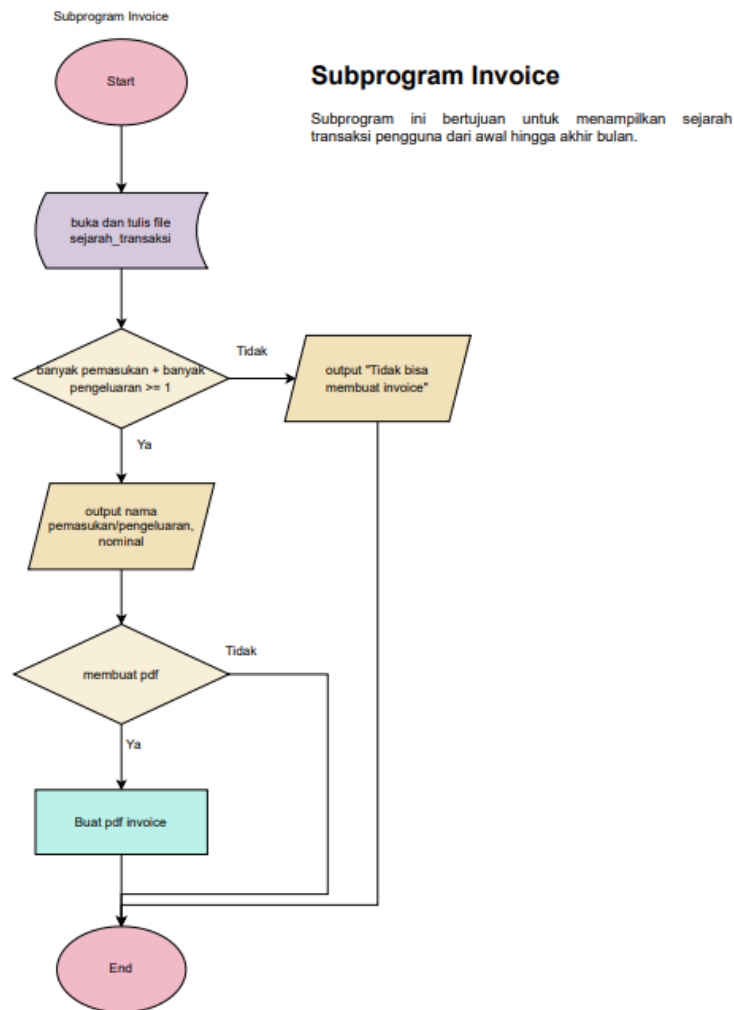 Subprogram Invoice
Start
Subprogram Invoice
Subprogram ini bertujuan untuk menampilkan sejarah
transaksi pengguna dari awal hingga akhir bulan.
buka dan tulis file
sejarah_transaksi
banyak pemasukan + banyak
pengeluaran >= 1
Tidak
output "Tidak bisa
membuat invoice"
Ya
output nama
pemasukan/pengeluaran,
nominal
membuat pdf
Tidak
Ya
Buat pdf invoice
End